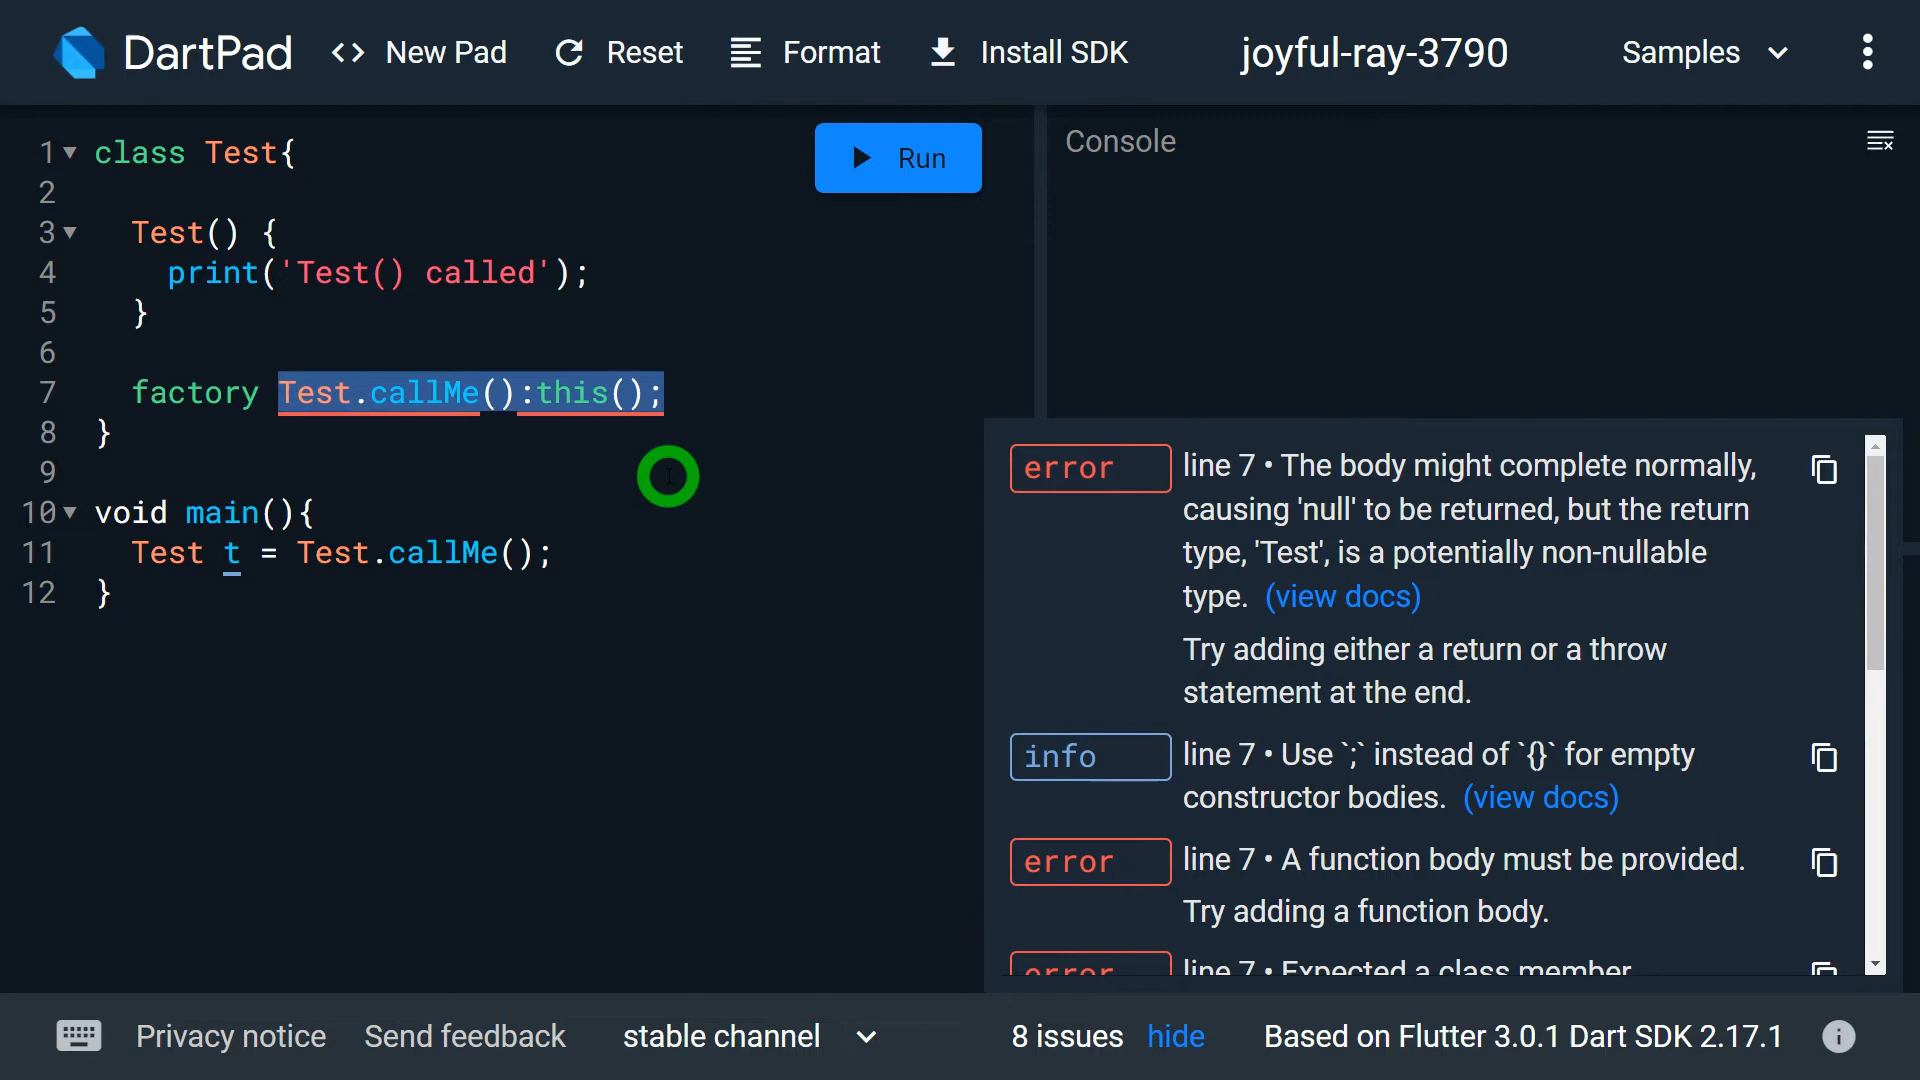 DartPad <> New Pad Reset Format Install SDK joyful-ray-3790 Samples
Run
Console
1 class Test{
2
3 Test() {
4 print('Test() called');
5 }
6
7 factory Test.callMe():this();
8 }
9
10 void main(){
11 Test t = Test.callMe();
12 }
error line 7 • The body might complete normally,
causing 'null' to be returned, but the return
type, 'Test', is a potentially non-nullable
type. (view docs)
Try adding either a return or a throw
statement at the end.
info line 7 • Use `;` instead of `{}` for empty
constructor bodies. (view docs)
error line 7 • A function body must be provided.
Try adding a function body.
error line 7 • Expected a class member
Privacy notice Send feedback stable channel 8 issues hide Based on Flutter 3.0.1 Dart SDK 2.17.1